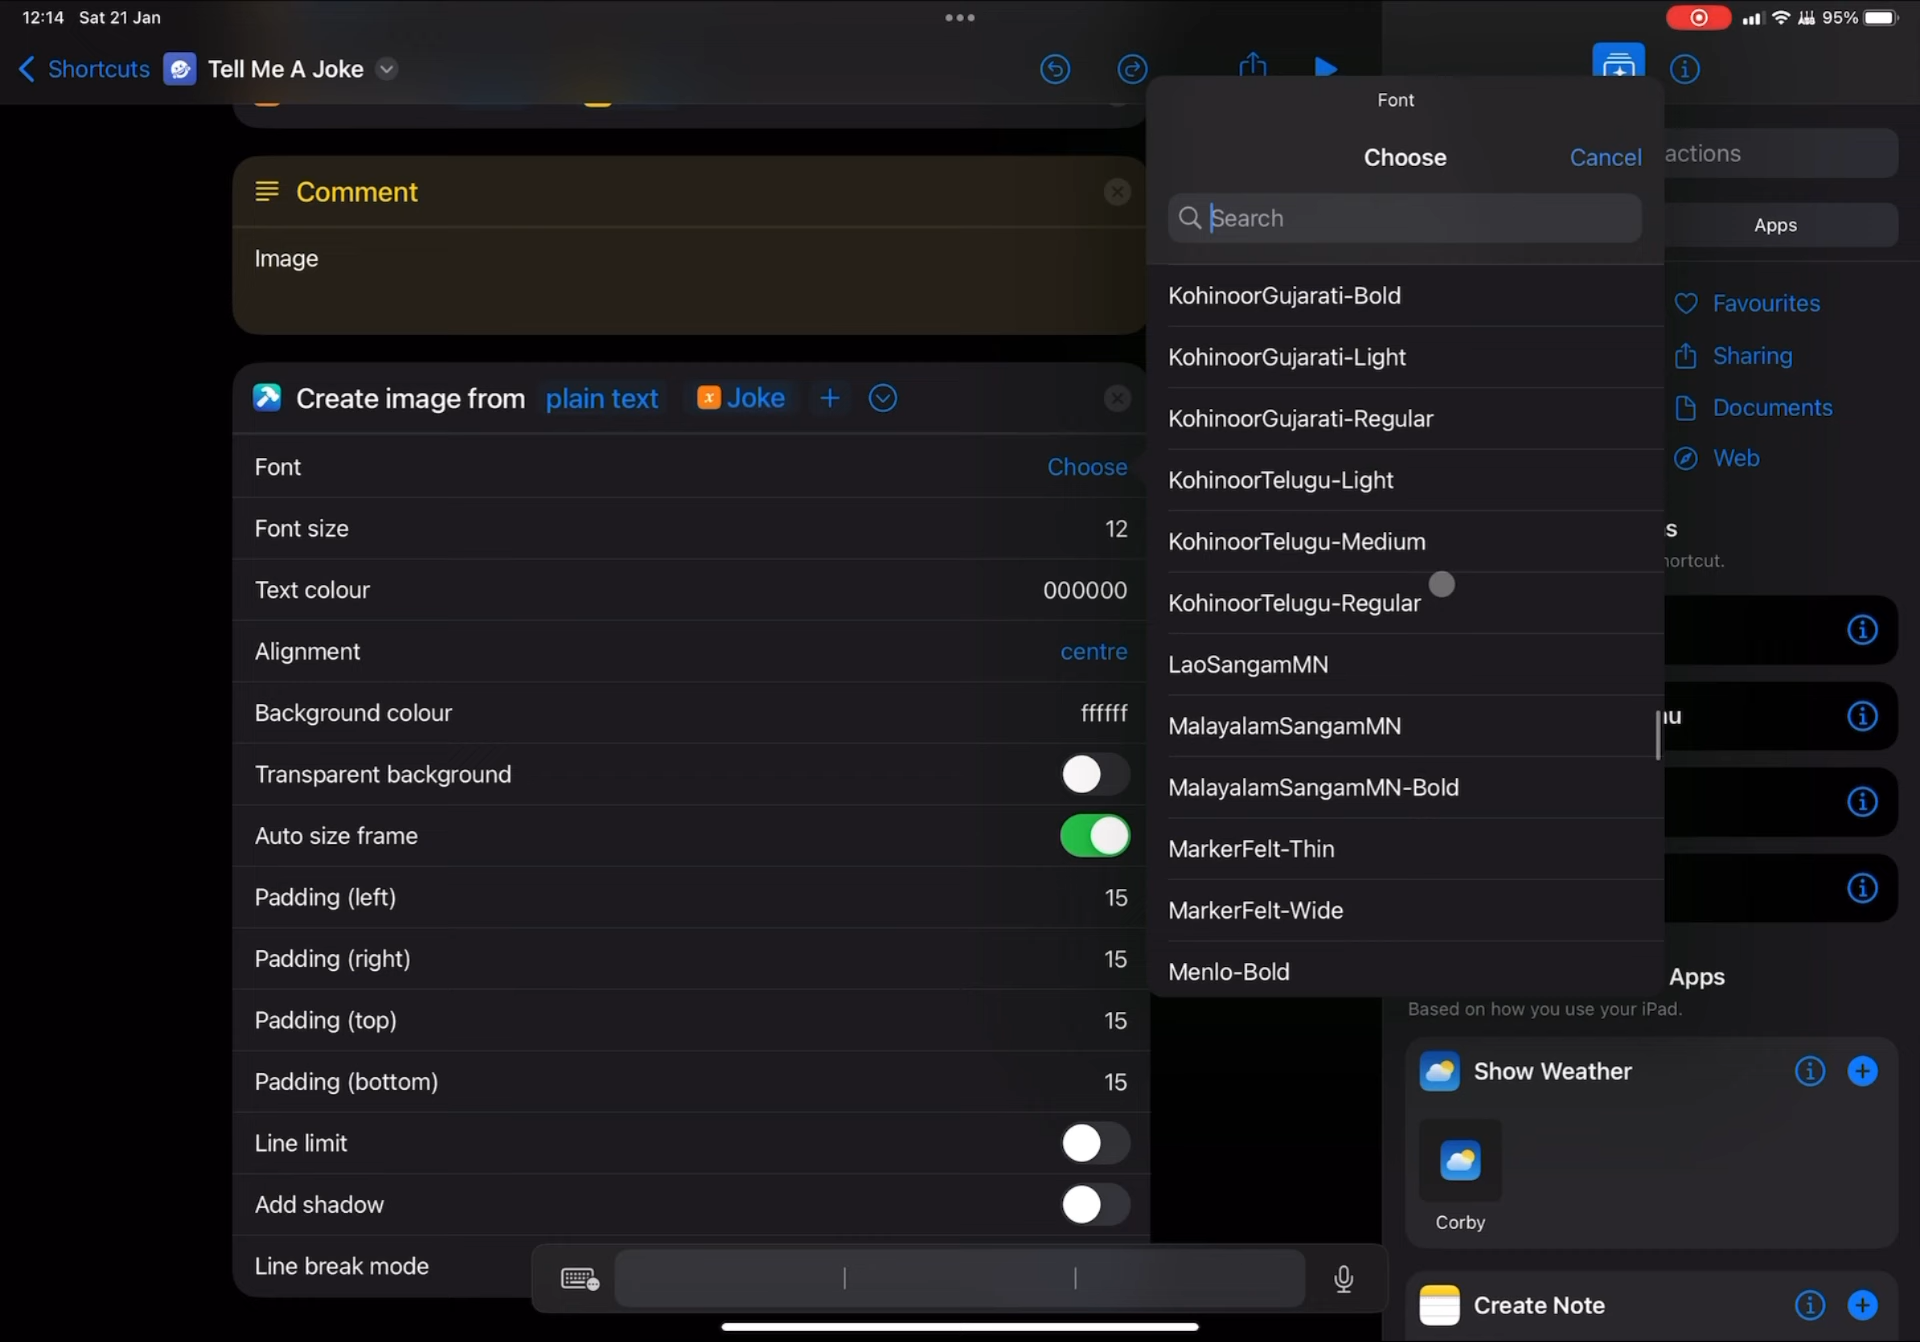 12:14 Sat 21 Jan
95%
Shortcuts
Tell Me A Joke
Comment
Image
Create image from plain text Joke
Font Choose
Font size 12
Text colour 000000
Alignment centre
Background colour ffffff
Transparent background
Auto size frame
Padding (left) 15
Padding (right) 15
Padding (top) 15
Padding (bottom) 15
Line limit
Add shadow
Line break mode
Font
Choose
Cancel
Search
KohinoorGujarati-Bold
KohinoorGujarati-Light
KohinoorGujarati-Regular
KohinoorTelugu-Light
KohinoorTelugu-Medium
KohinoorTelugu-Regular
LaoSangamMN
MalayalamSangamMN
MalayalamSangamMN-Bold
MarkerFelt-Thin
MarkerFelt-Wide
Menlo-Bold
actions
Apps
Favourites
Sharing
Documents
Web
Apps
Based on how you use your iPad.
Show Weather
Corby
Create Note